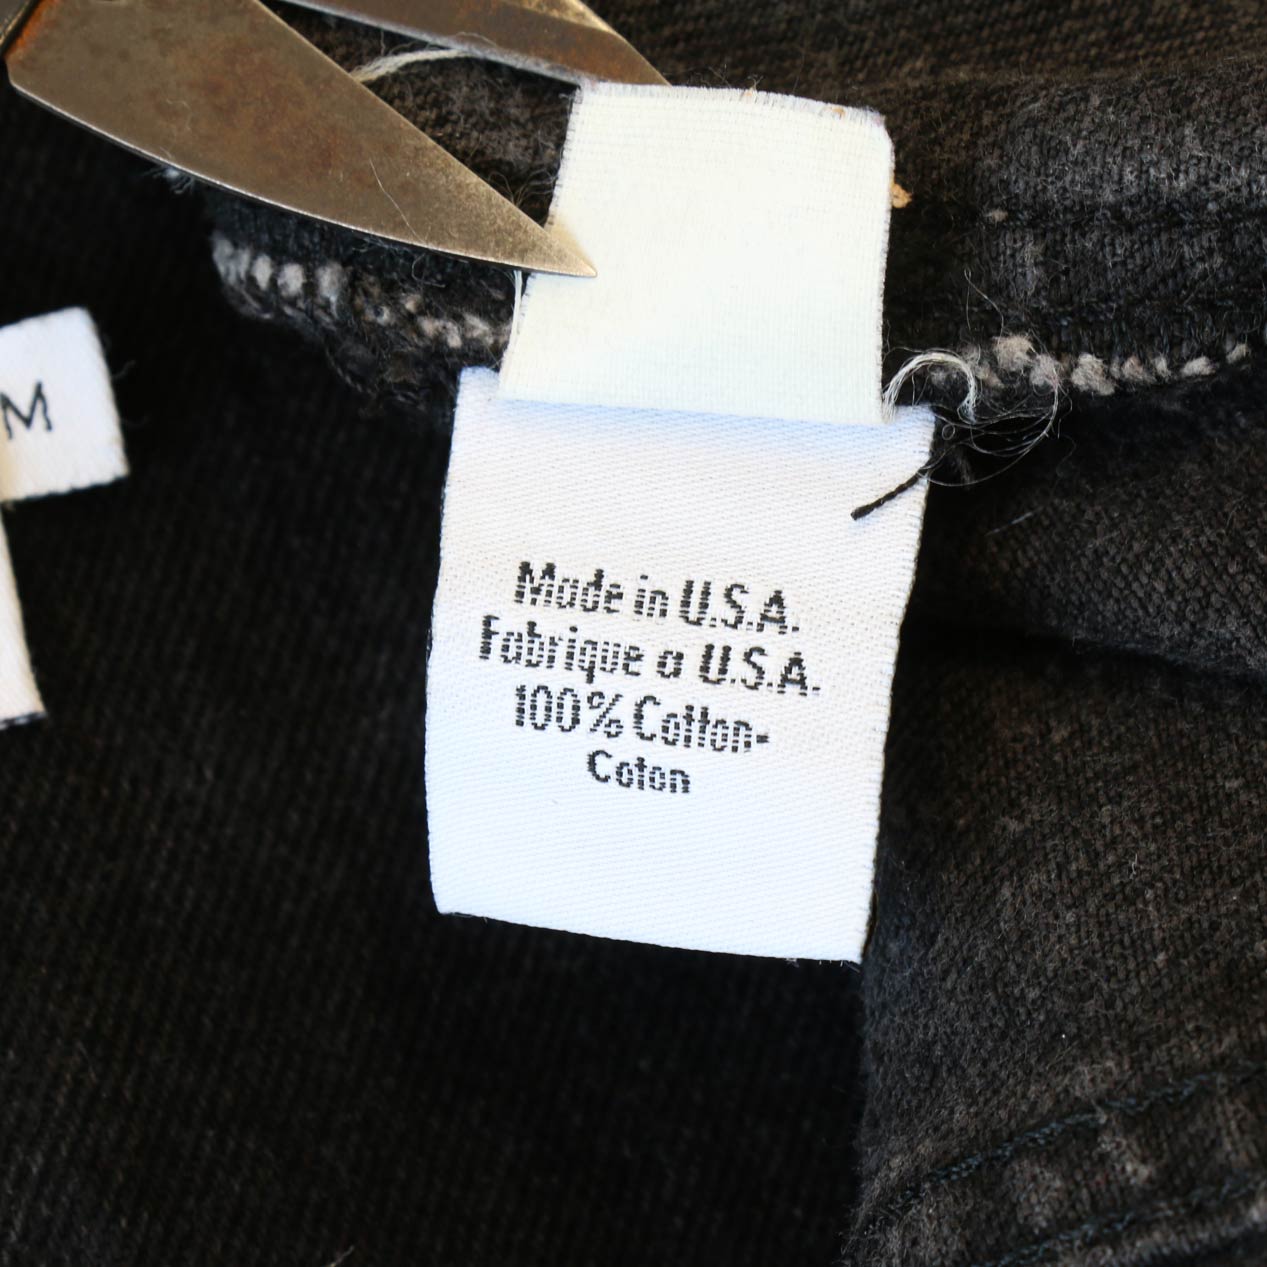 M
Made in U.S.A.
Fabrique a U.S.A.
100% Cotton-
Coton